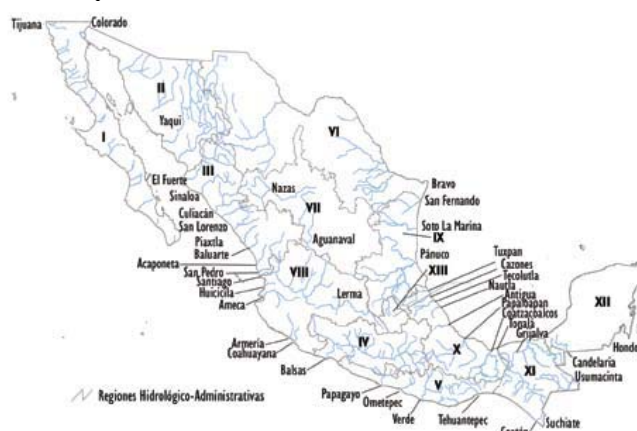 Tijuana
Colorado
II
Yaqui
VI
I
III
El Fuerte
Sinaloa
Nazas
VII
Bravo
San Fernando
Culiacán
San Lorenzo
Soto La Marina
IX
Piaxtla
Baluarte
Aguanaval
Pánuco
XIII
Tuxpan
Cazones
Tecolutla
Nautla
Antigua
Papaloapan
Coatzacoalcos
Tonalá
Grijalva
Acaponeta
San Pedro
Santiago
Huicicila
Ameca
VIII
Lerma
XII
Hondo
Armería
Coahuayana
IV
X
Candelaria
Usumacinta
XI
Balsas
V
Papagayo
Ometepec
Verde
Tehuantepec
Suchiate
Regiones Hidrológico-Administrativas